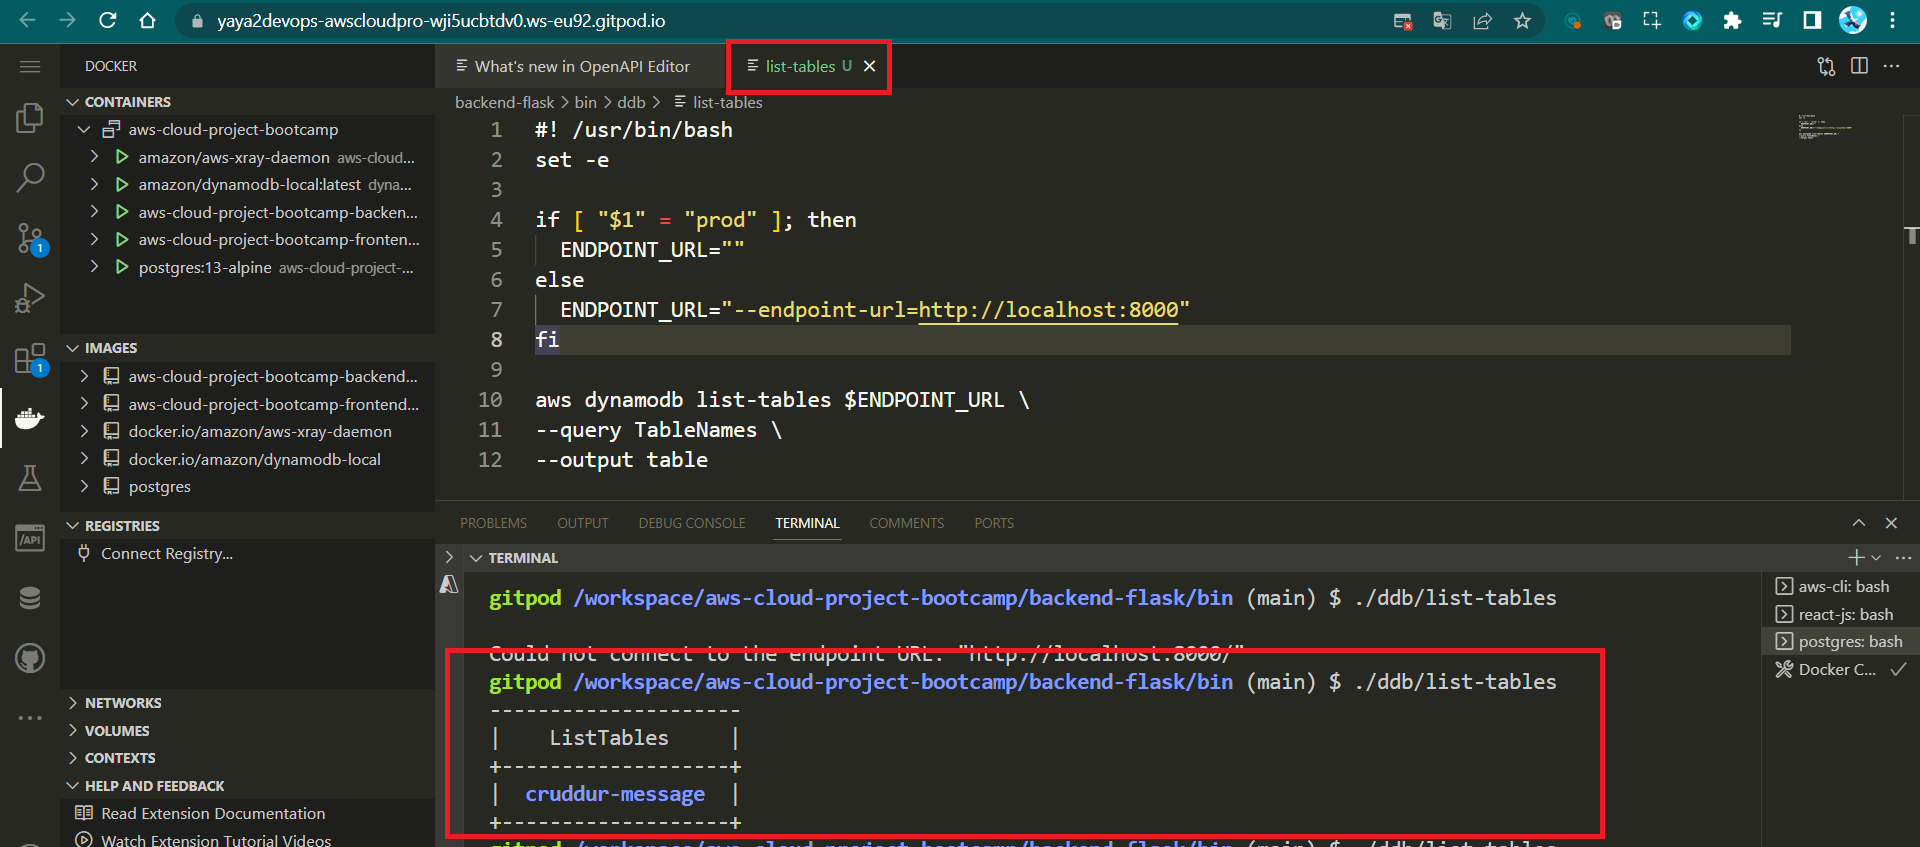 yaya2devops-awscloudpro-wji5ucbtdv0.ws-eu92.gitpod.io
DOCKER
What's new in OpenAPI Editor
list-tables U
CONTAINERS
aws-cloud-project-bootcamp
amazon/aws-xray-daemon aws-cloud...
amazon/dynamodb-local:latest dyna...
aws-cloud-project-bootcamp-backen...
aws-cloud-project-bootcamp-fronten...
postgres:13-alpine aws-cloud-project-...
IMAGES
aws-cloud-project-bootcamp-backend...
aws-cloud-project-bootcamp-frontend...
docker.io/amazon/aws-xray-daemon
docker.io/amazon/dynamodb-local
postgres
REGISTRIES
Connect Registry...
NETWORKS
VOLUMES
CONTEXTS
HELP AND FEEDBACK
Read Extension Documentation
Watch Extension Tutorial Videos
1
1
/API
backend-flask > bin > ddb > list-tables
1 #! /usr/bin/bash
2 set -e
3
4 if [ "$1" = "prod" ]; then
5 ENDPOINT_URL=""
6 else
7 ENDPOINT_URL="--endpoint-url=http://localhost:8000"
8 fi
9
10 aws dynamodb list-tables $ENDPOINT_URL \
11 --query TableNames \
12 --output table
PROBLEMS OUTPUT DEBUG CONSOLE TERMINAL COMMENTS PORTS
TERMINAL
gitpod /workspace/aws-cloud-project-bootcamp/backend-flask/bin (main) $ ./ddb/list-tables
Could not connect to the endpoint URL: "http://localhost:8000/"
gitpod /workspace/aws-cloud-project-bootcamp/backend-flask/bin (main) $ ./ddb/list-tables
---------------------
| ListTables |
+-------------------+
| cruddur-message |
+-------------------+
gitpod /workspace/aws-cloud-project-bootcamp/backend-flask/bin (main) $ ./ddb/list-tables
aws-cli: bash
react-js: bash
postgres: bash
Docker C...